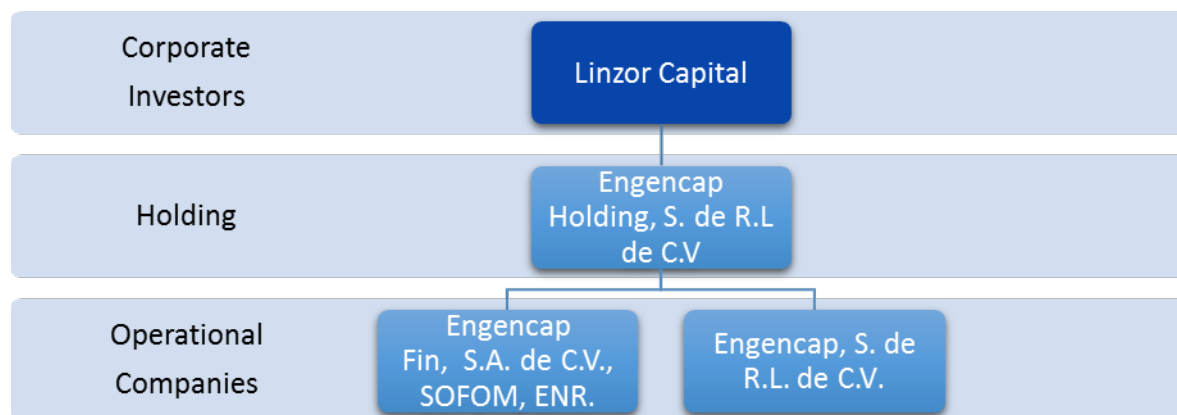 Corporate
Investors
Linzor Capital
Holding
Engencap
Holding, S. de R.L
de C.V
Operational
Companies
Engencap
Fin, S.A. de C.V.,
SOFOM, ENR.
Engencap, S. de
R.L. de C.V.